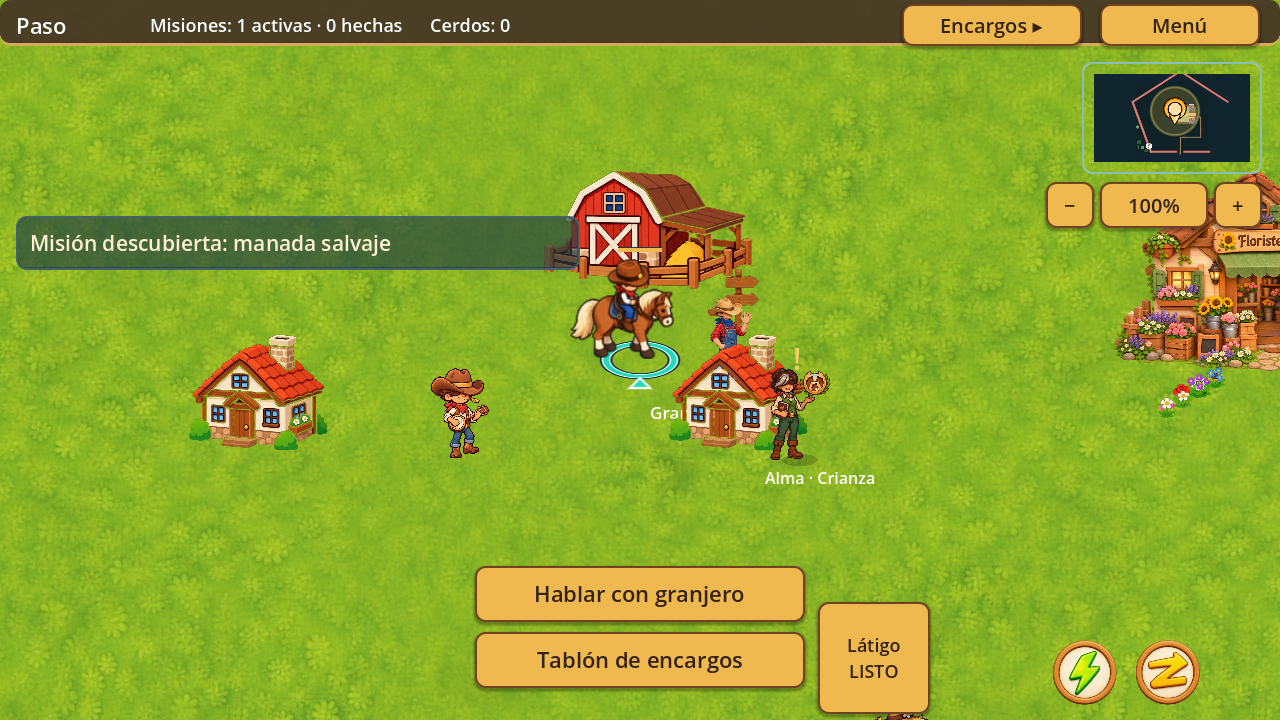 Paso
Misiones: 1 activas · 0 hechas
Cerdos: 0
Encargos ▸
Menú
− 100% +
Misión descubierta: manada salvaje
Alma · Crianza
Hablar con granjero
Tablón de encargos
Látigo
LISTO